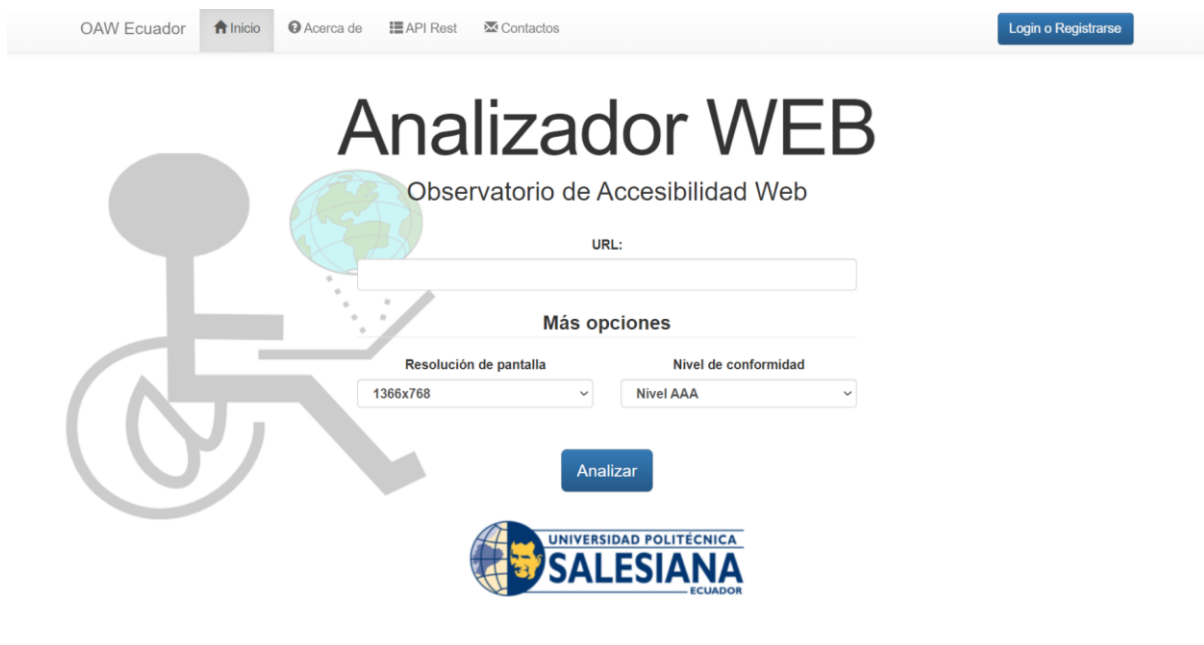 OAW Ecuador Inicio Acerca de API Rest Contactos Login o Registrarse
Analizador WEB
Observatorio de Accesibilidad Web
URL:
Más opciones
Resolución de pantalla Nivel de conformidad
1366x768 Nivel AAA
Analizar
UNIVERSIDAD POLITÉCNICA
SALESIANA
ECUADOR